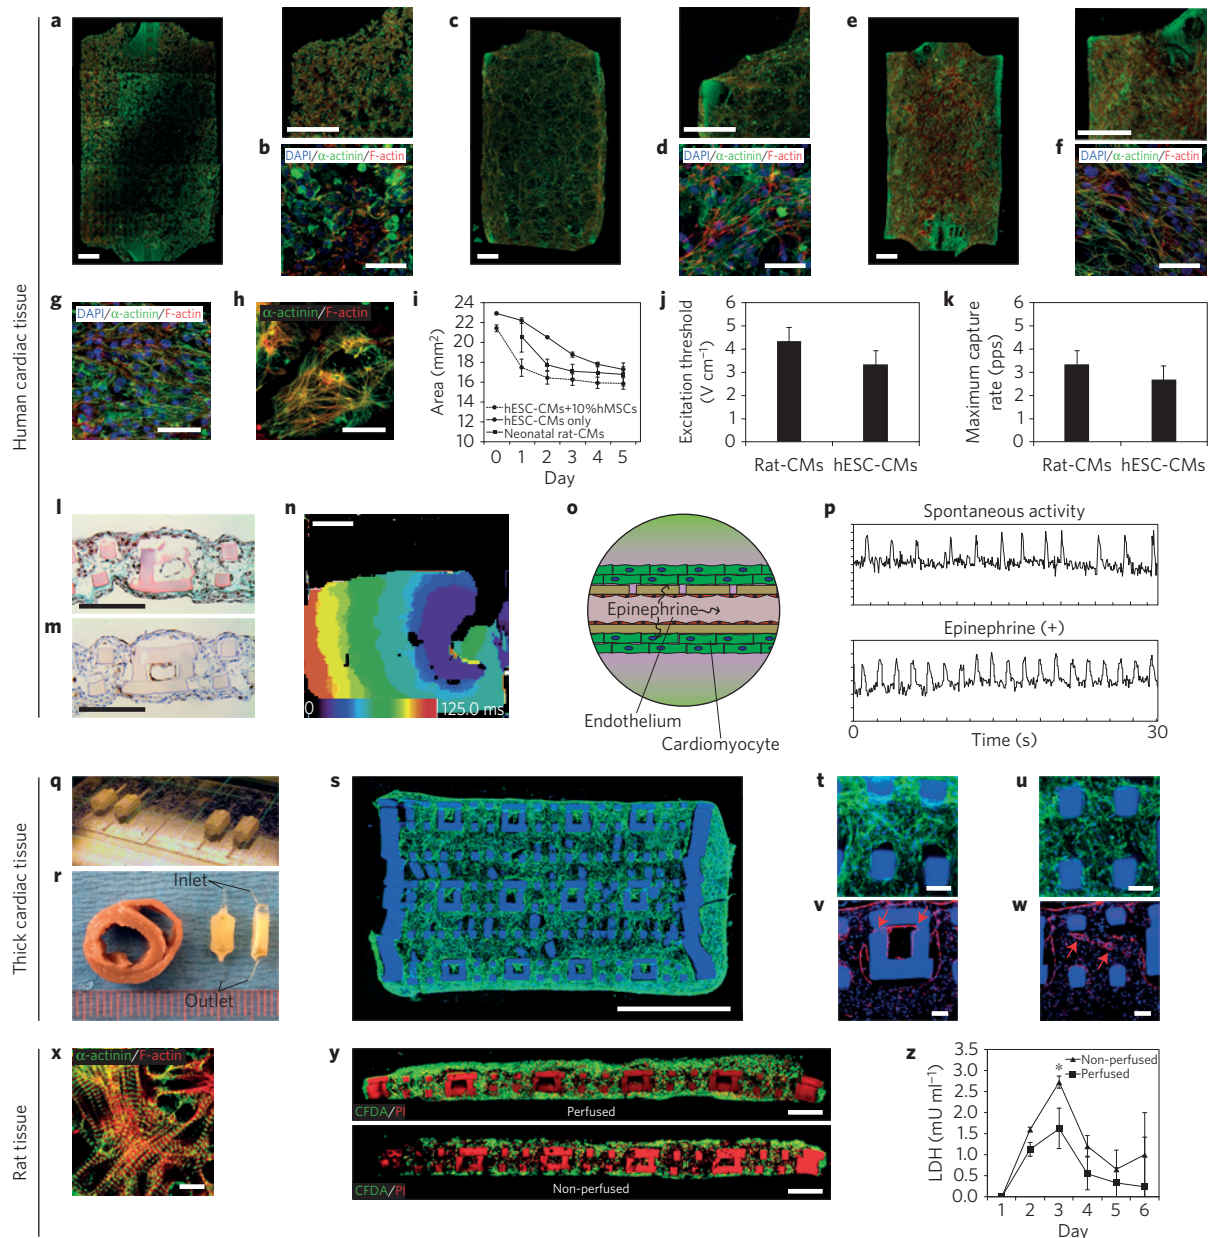 Human cardiac tissue
a
b
DAPI/α-actinin/F-actin
c
d
DAPI/α-actinin/F-actin
e
f
DAPI/α-actinin/F-actin
g
DAPI/α-actinin/F-actin
h
α-actinin/F-actin
i
Area (mm²)
24
22
20
18
16
14
12
10
hESC-CMs+10%hMSCs
hESC-CMs only
Neonatal rat-CMs
0 1 2 3 4 5
Day
j
Excitation threshold
(V cm⁻¹)
6
5
4
3
2
1
0
Rat-CMs hESC-CMs
k
Maximum capture
rate (pps)
6
5
4
3
2
1
0
Rat-CMs hESC-CMs
l
m
n
0 125.0 ms
o
Epinephrine
Endothelium
Cardiomyocyte
p
Spontaneous activity
Epinephrine (+)
0 30
Time (s)
Thick cardiac tissue
q
r
Inlet
Outlet
s
t
u
v
w
Rat tissue
x
α-actinin/F-actin
y
CFDA/PI
Perfused
CFDA/PI
Non-perfused
z
LDH (mU ml⁻¹)
3.5
3.0
2.5
2.0
1.5
1.0
0.5
0.0
*
Non-perfused
Perfused
1 2 3 4 5 6
Day